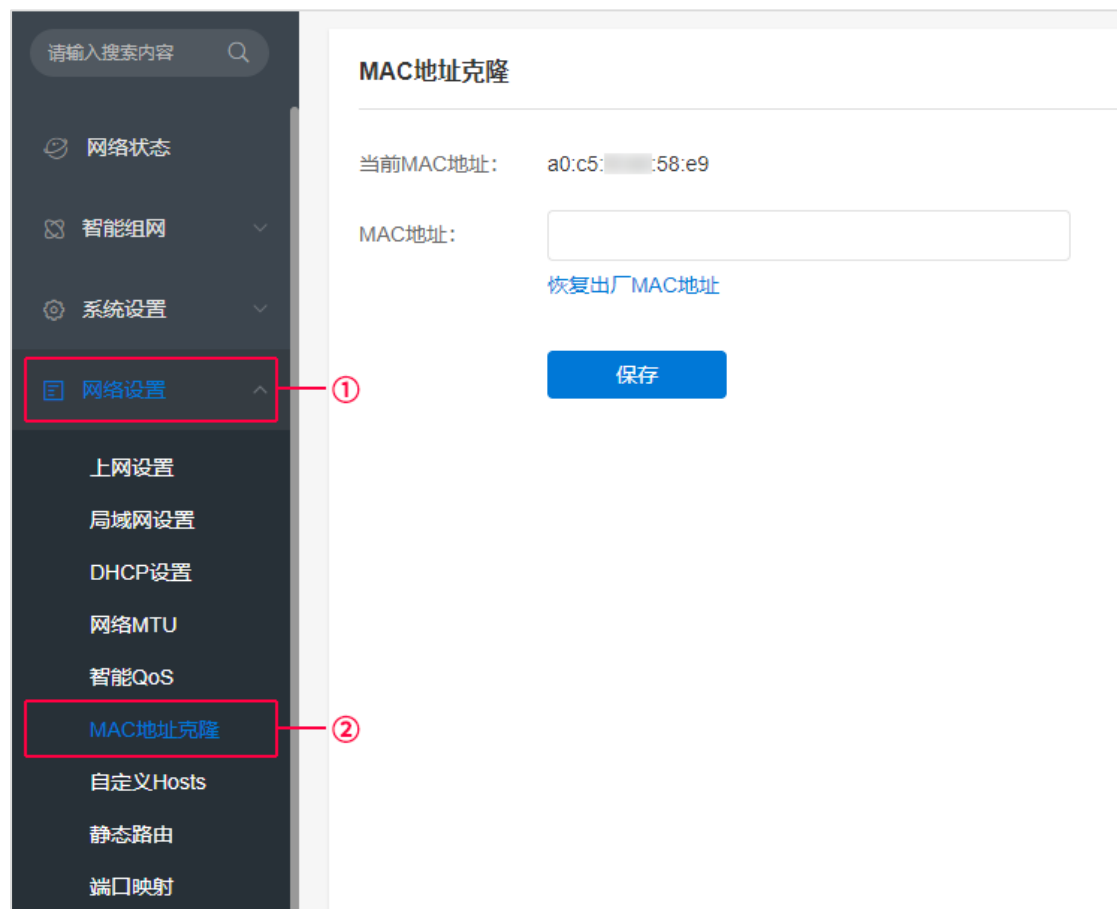 请输入搜索内容
网络状态
智能组网
系统设置
网络设置
①
上网设置
局域网设置
DHCP设置
网络MTU
智能QoS
MAC地址克隆
②
自定义Hosts
静态路由
端口映射
MAC地址克隆
当前MAC地址： a0:c5: :58:e9
MAC地址：
恢复出厂MAC地址
保存